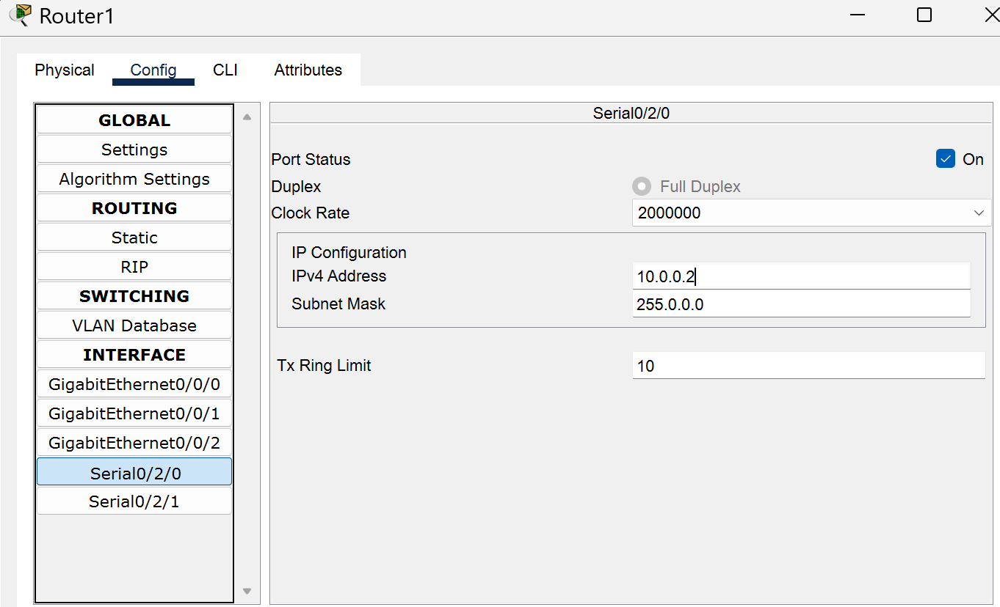 Router1
Physical Config CLI Attributes
GLOBAL
Settings
Algorithm Settings
ROUTING
Static
RIP
SWITCHING
VLAN Database
INTERFACE
GigabitEthernet0/0/0
GigabitEthernet0/0/1
GigabitEthernet0/0/2
Serial0/2/0
Serial0/2/1
Serial0/2/0
Port Status On
Duplex Full Duplex
Clock Rate 2000000
IP Configuration
IPv4 Address 10.0.0.2
Subnet Mask 255.0.0.0
Tx Ring Limit 10